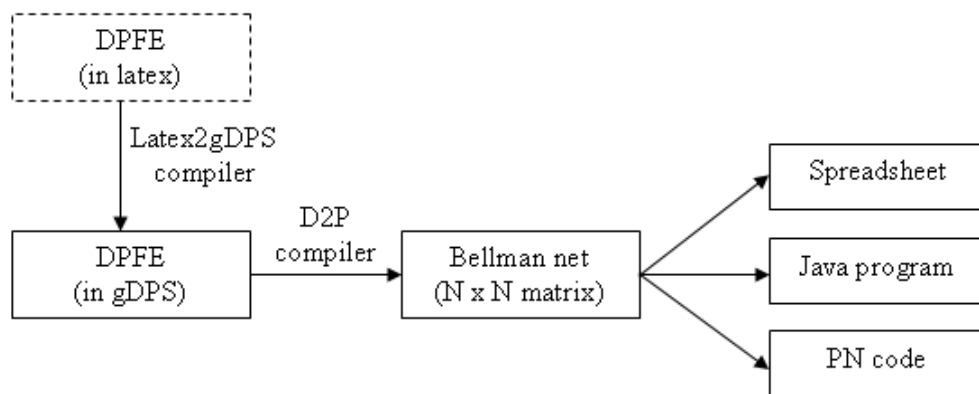 DPFE
(in latex)
Latex2gDPS
compiler
DPFE
(in gDPS)
D2P
compiler
Bellman net
(N x N matrix)
Spreadsheet
Java program
PN code